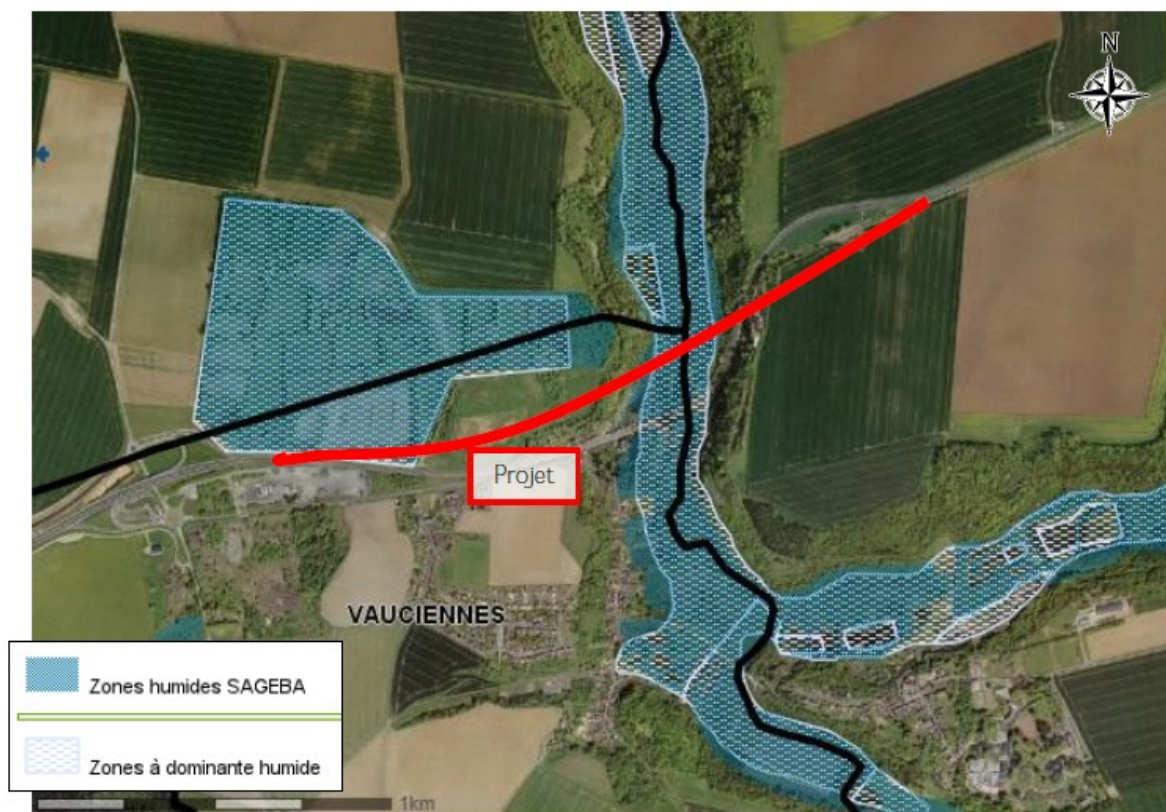 N
Projet
VAUCIENNES
Zones humides SAGEBA
Zones à dominante humide
1km